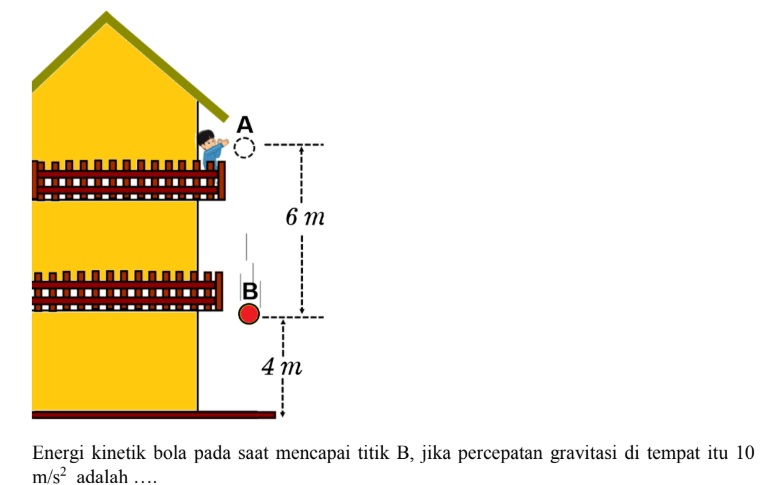 A
6 m
B
4 m
Energi kinetik bola pada saat mencapai titik B, jika percepatan gravitasi di tempat itu 10
m/s² adalah ….